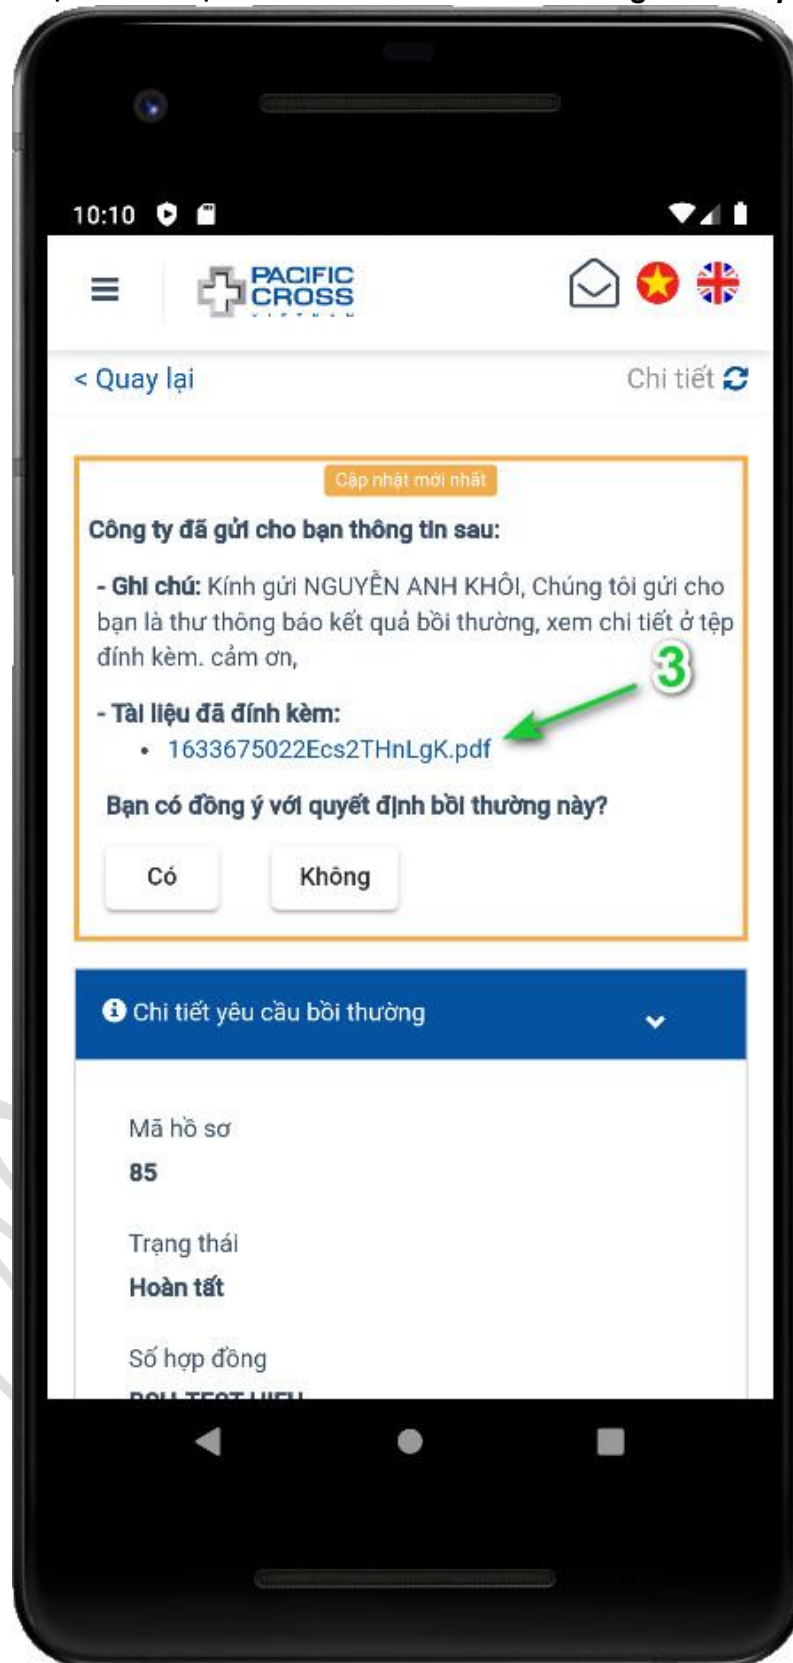 10:10
PACIFIC
CROSS
VIETNAM
< Quay lại
Chi tiết
Cập nhật mới nhất
Công ty đã gửi cho bạn thông tin sau:
- Ghi chú: Kính gửi NGUYỄN ANH KHÔI, Chúng tôi gửi cho
bạn là thư thông báo kết quả bồi thường, xem chi tiết ở tệp
đính kèm. cảm ơn,
3
- Tài liệu đã đính kèm:
• 1633675022Ecs2THnLgK.pdf
Bạn có đồng ý với quyết định bồi thường này?
Có
Không
Chi tiết yêu cầu bồi thường
Mã hồ sơ
85
Trạng thái
Hoàn tất
Số hợp đồng